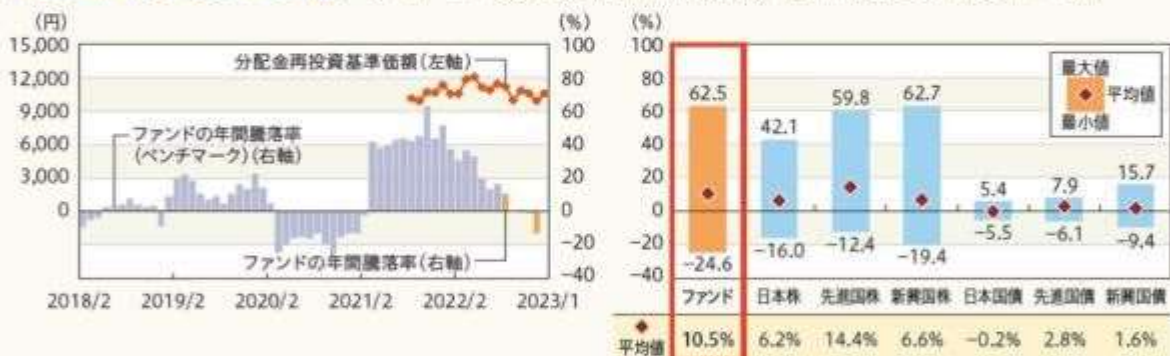 (円)
(%)
15,000
12,000
9,000
6,000
3,000
0
100
80
60
40
20
0
−20
−40
分配金再投資基準価額(左軸)
ファンドの年間騰落率
(ベンチマーク)(右軸)
ファンドの年間騰落率(右軸)
2018/2 2019/2 2020/2 2021/2 2022/2 2023/1
(%)
100
80
60
40
20
0
−20
−40
最大値
平均値
最小値
62.5 42.1 59.8 62.7 5.4 7.9 15.7
−24.6 −16.0 −12.4 −19.4 −5.5 −6.1 −9.4
ファンド 日本株 先進国株 新興国株 日本国債 先進国債 新興国債
平均値 10.5% 6.2% 14.4% 6.6% −0.2% 2.8% 1.6%